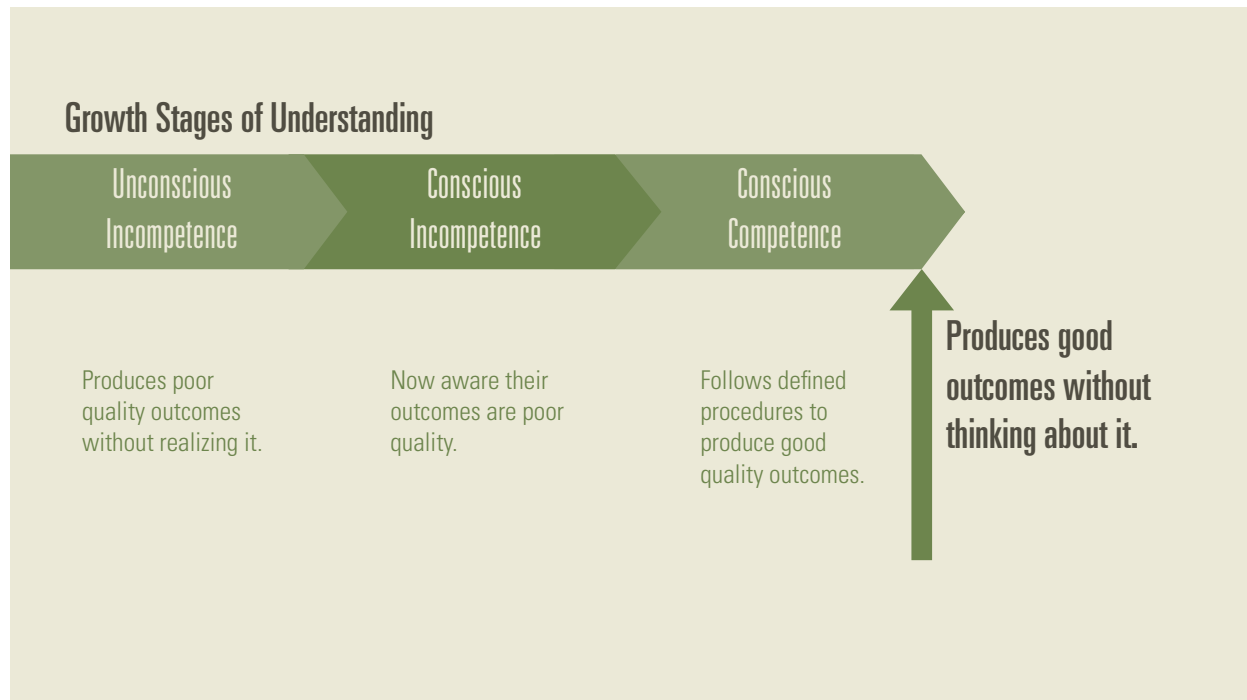 Growth Stages of Understanding
Unconscious
Incompetence
Conscious
Incompetence
Conscious
Competence
Produces poor
quality outcomes
without realizing it.
Now aware their
outcomes are poor
quality.
Follows defined
procedures to
produce good
quality outcomes.
Produces good
outcomes without
thinking about it.